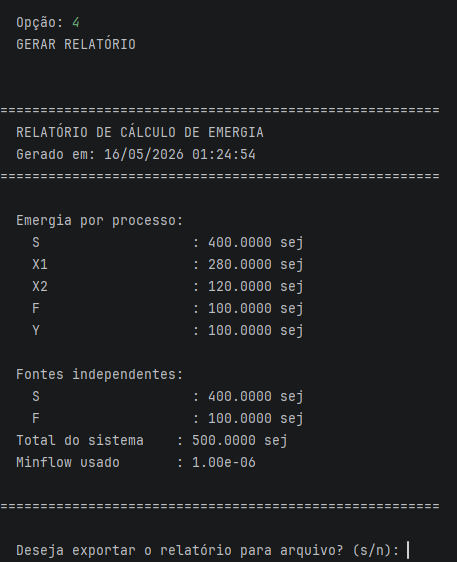 Opção: 4
GERAR RELATÓRIO
=======================================================
RELATÓRIO DE CÁLCULO DE EMERGIA
Gerado em: 16/05/2026 01:24:54
=======================================================
Emergia por processo:
S : 400.0000 sej
X1 : 280.0000 sej
X2 : 120.0000 sej
F : 100.0000 sej
Y : 100.0000 sej
Fontes independentes:
S : 400.0000 sej
F : 100.0000 sej
Total do sistema : 500.0000 sej
Minflow usado : 1.00e-06
=======================================================
Deseja exportar o relatório para arquivo? (s/n):